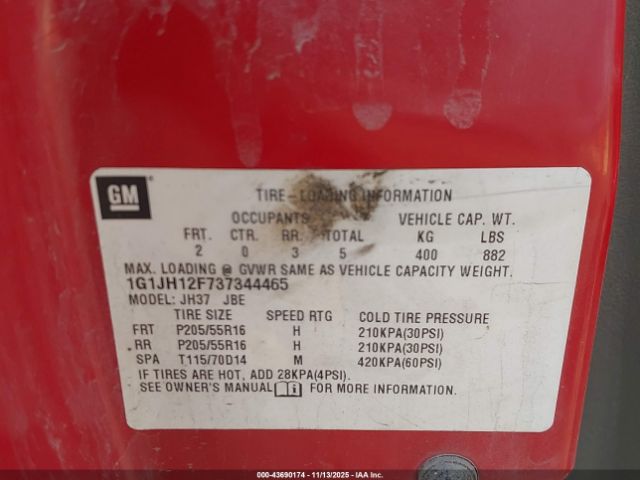 GM
TIRE-LOADING INFORMATION
OCCUPANTS VEHICLE CAP. WT.
FRT. CTR. RR. TOTAL KG LBS
2 0 3 5 400 882
MAX. LOADING @ GVWR SAME AS VEHICLE CAPACITY WEIGHT.
1G1JH12F737344465
MODEL: JH37 JBE
TIRE SIZE SPEED RTG COLD TIRE PRESSURE
FRT P205/55R16 H 210KPA(30PSI)
RR P205/55R16 H 210KPA(30PSI)
SPA T115/70D14 M 420KPA(60PSI)
IF TIRES ARE HOT, ADD 28KPA(4PSI).
SEE OWNER'S MANUAL i FOR MORE INFORMATION.
000-43690174 - 11/13/2025 - IAA Inc.